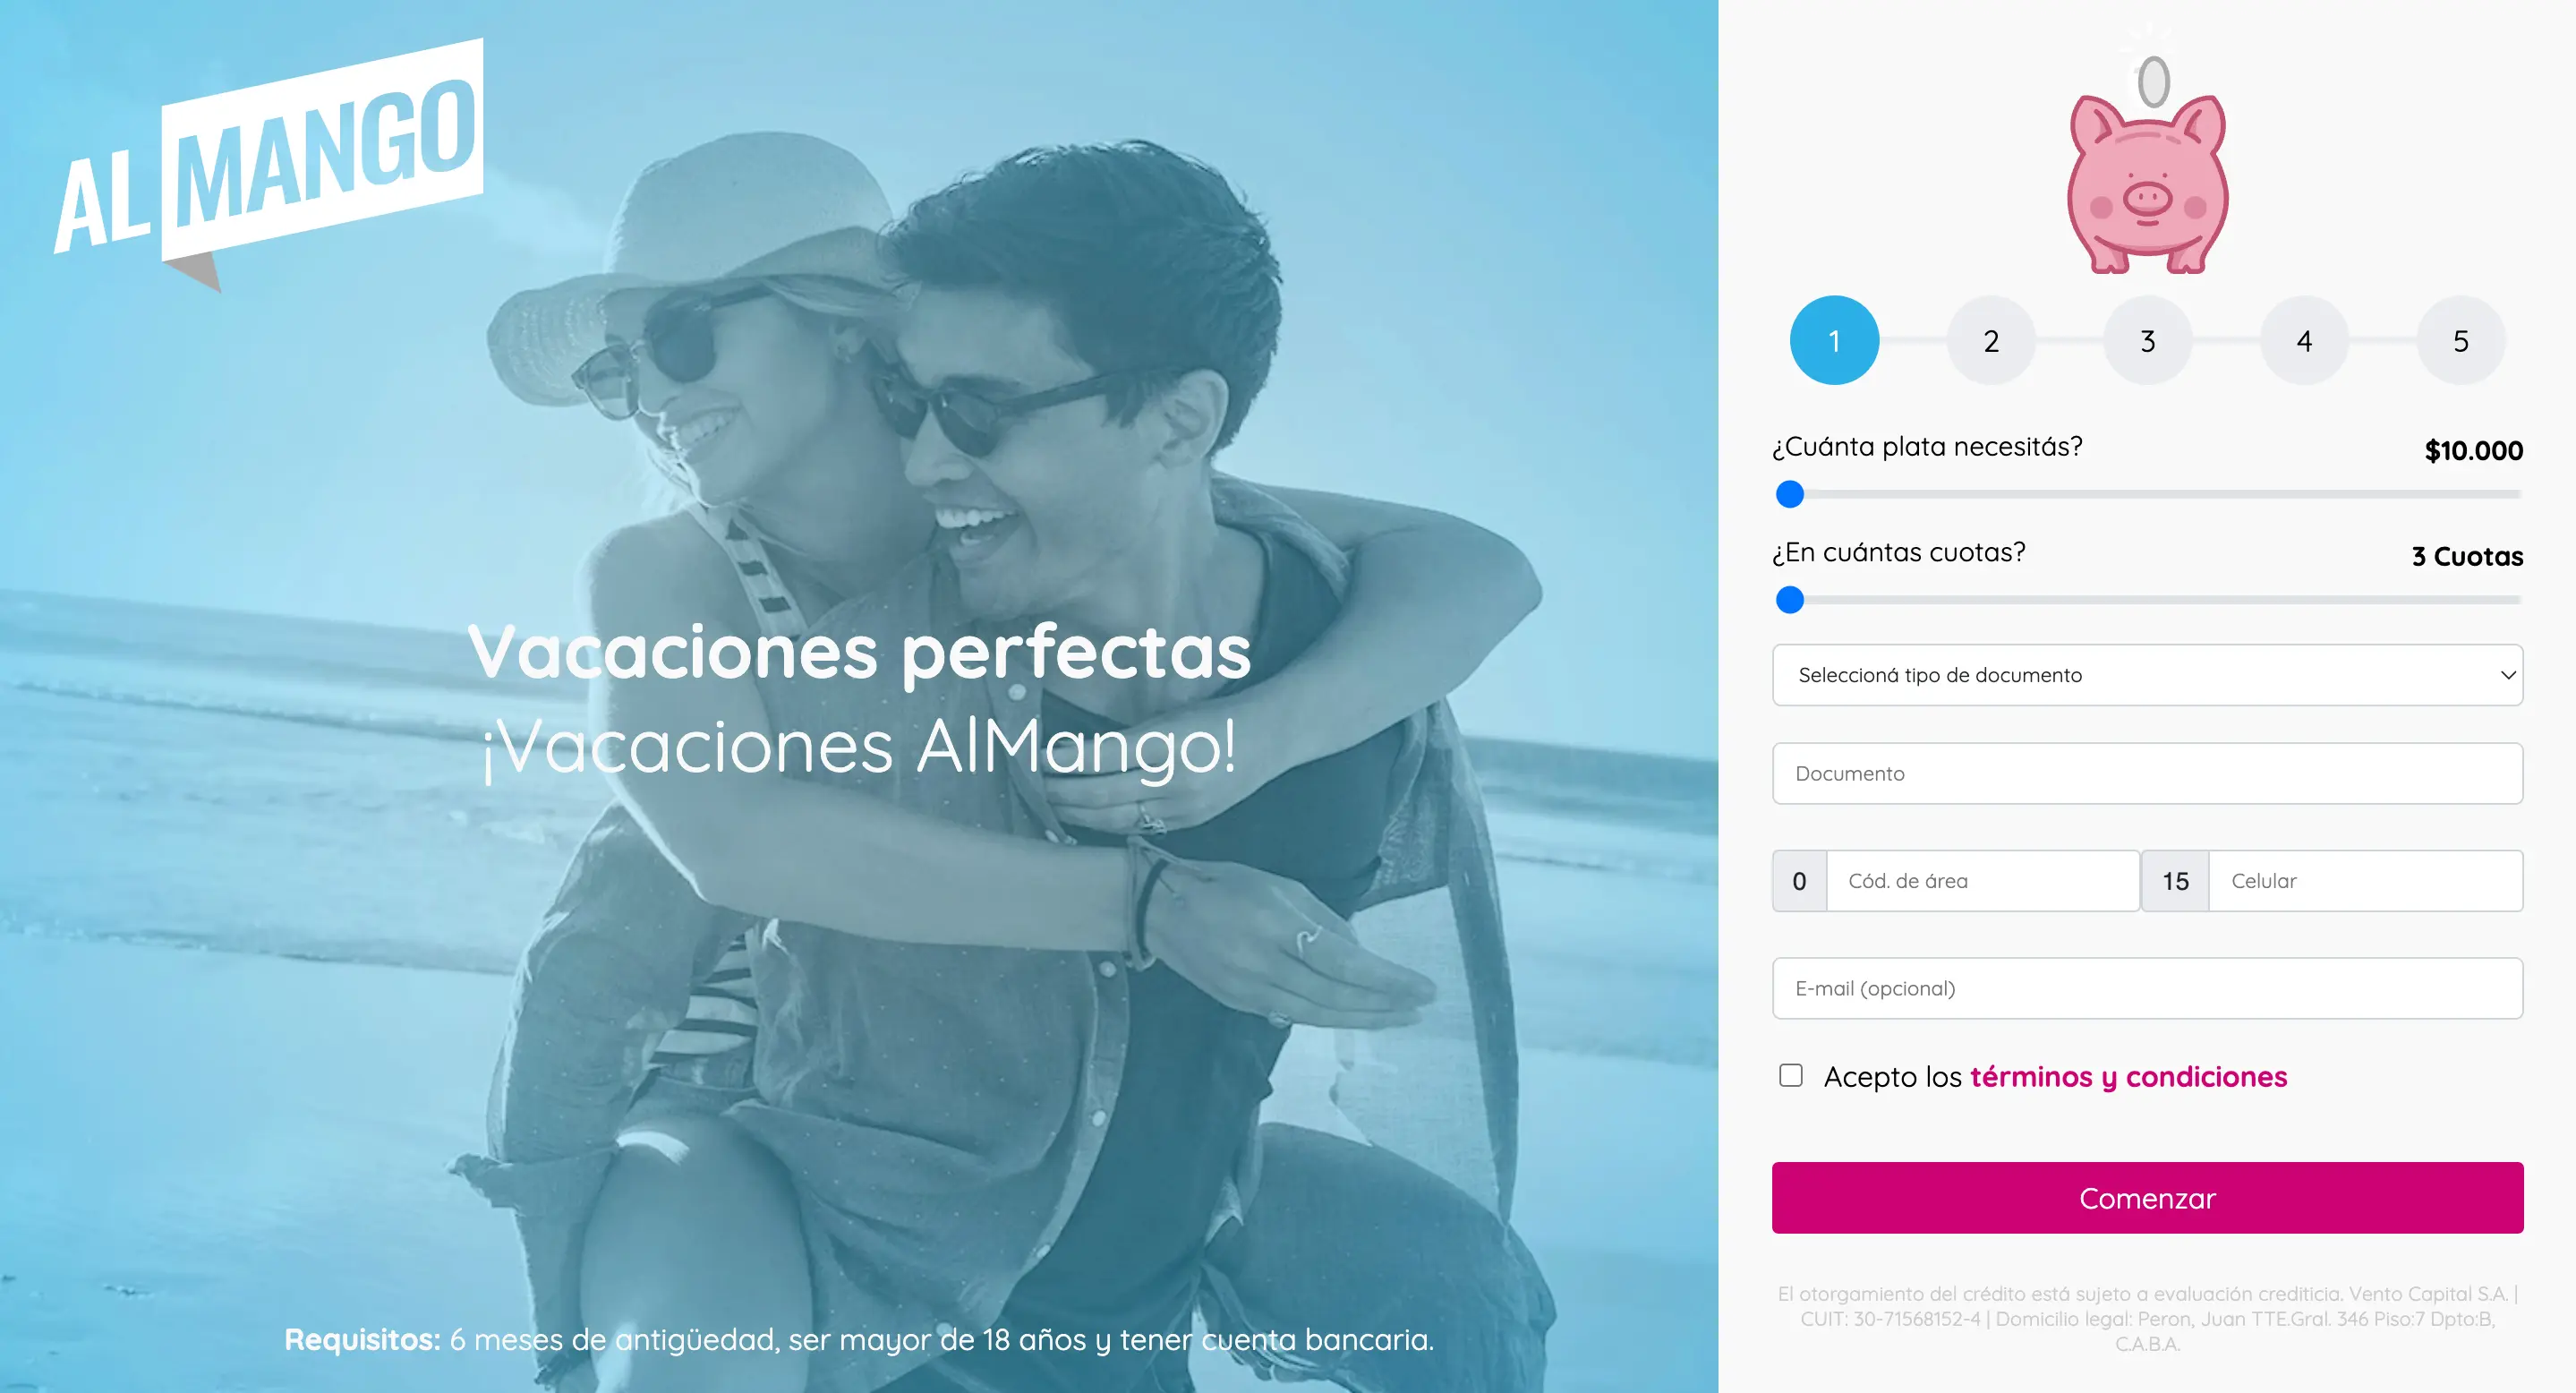 AL MANGO
Vacaciones perfectas
¡Vacaciones AlMango!
Requisitos: 6 meses de antigüedad, ser mayor de 18 años y tener cuenta bancaria.
1 2 3 4 5
¿Cuánta plata necesitás? $10.000
¿En cuántas cuotas? 3 Cuotas
Seleccioná tipo de documento
Documento
0 Cód. de área 15 Celular
E-mail (opcional)
Acepto los términos y condiciones
Comenzar
El otorgamiento del crédito está sujeto a evaluación crediticia. Vento Capital S.A. |
CUIT: 30-71568152-4 | Domicilio legal: Peron, Juan TTE.Gral. 346 Piso:7 Dpto:B,
C.A.B.A.